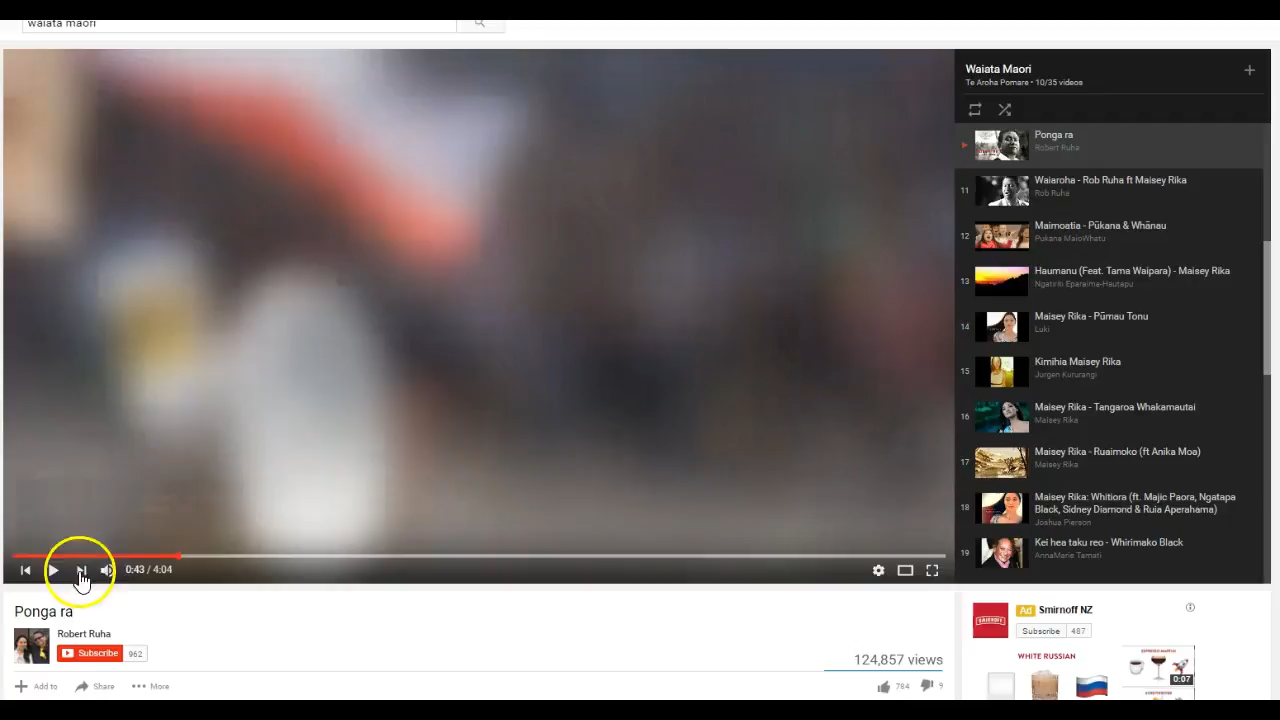 waiata maori
Waiata Maori
Te Aroha Pomare • 10/35 videos
Ponga ra
Robert Ruha
11
Waiaroha - Rob Ruha ft Maisey Rika
Rob Ruha
12
Maimoatia - Pūkana & Whānau
Pukana MaioWhatu
13
Haumanu (Feat. Tama Waipara) - Maisey Rika
Ngatiriki Eparaima-Hautapu
14
Maisey Rika - Pūmau Tonu
Luki
15
Kimihia Maisey Rika
Jurgen Kururangi
16
Maisey Rika - Tangaroa Whakamautai
Maisey Rika
17
Maisey Rika - Ruaimoko (ft Anika Moa)
Maisey Rika
18
Maisey Rika: Whitiora (ft. Majic Paora, Ngatapa
Black, Sidney Diamond & Ruia Aperahama)
Joshua Pierson
19
Kei hea taku reo - Whirimako Black
AnnaMarie Tamati
0:43 / 4:04
Ponga ra
Robert Ruha
Subscribe 962
124,857 views
Add to Share More
784 9
SMIRNOFF
Ad Smirnoff NZ
Subscribe 487
WHITE RUSSIAN
ESPRESSO MARTINI
0:07